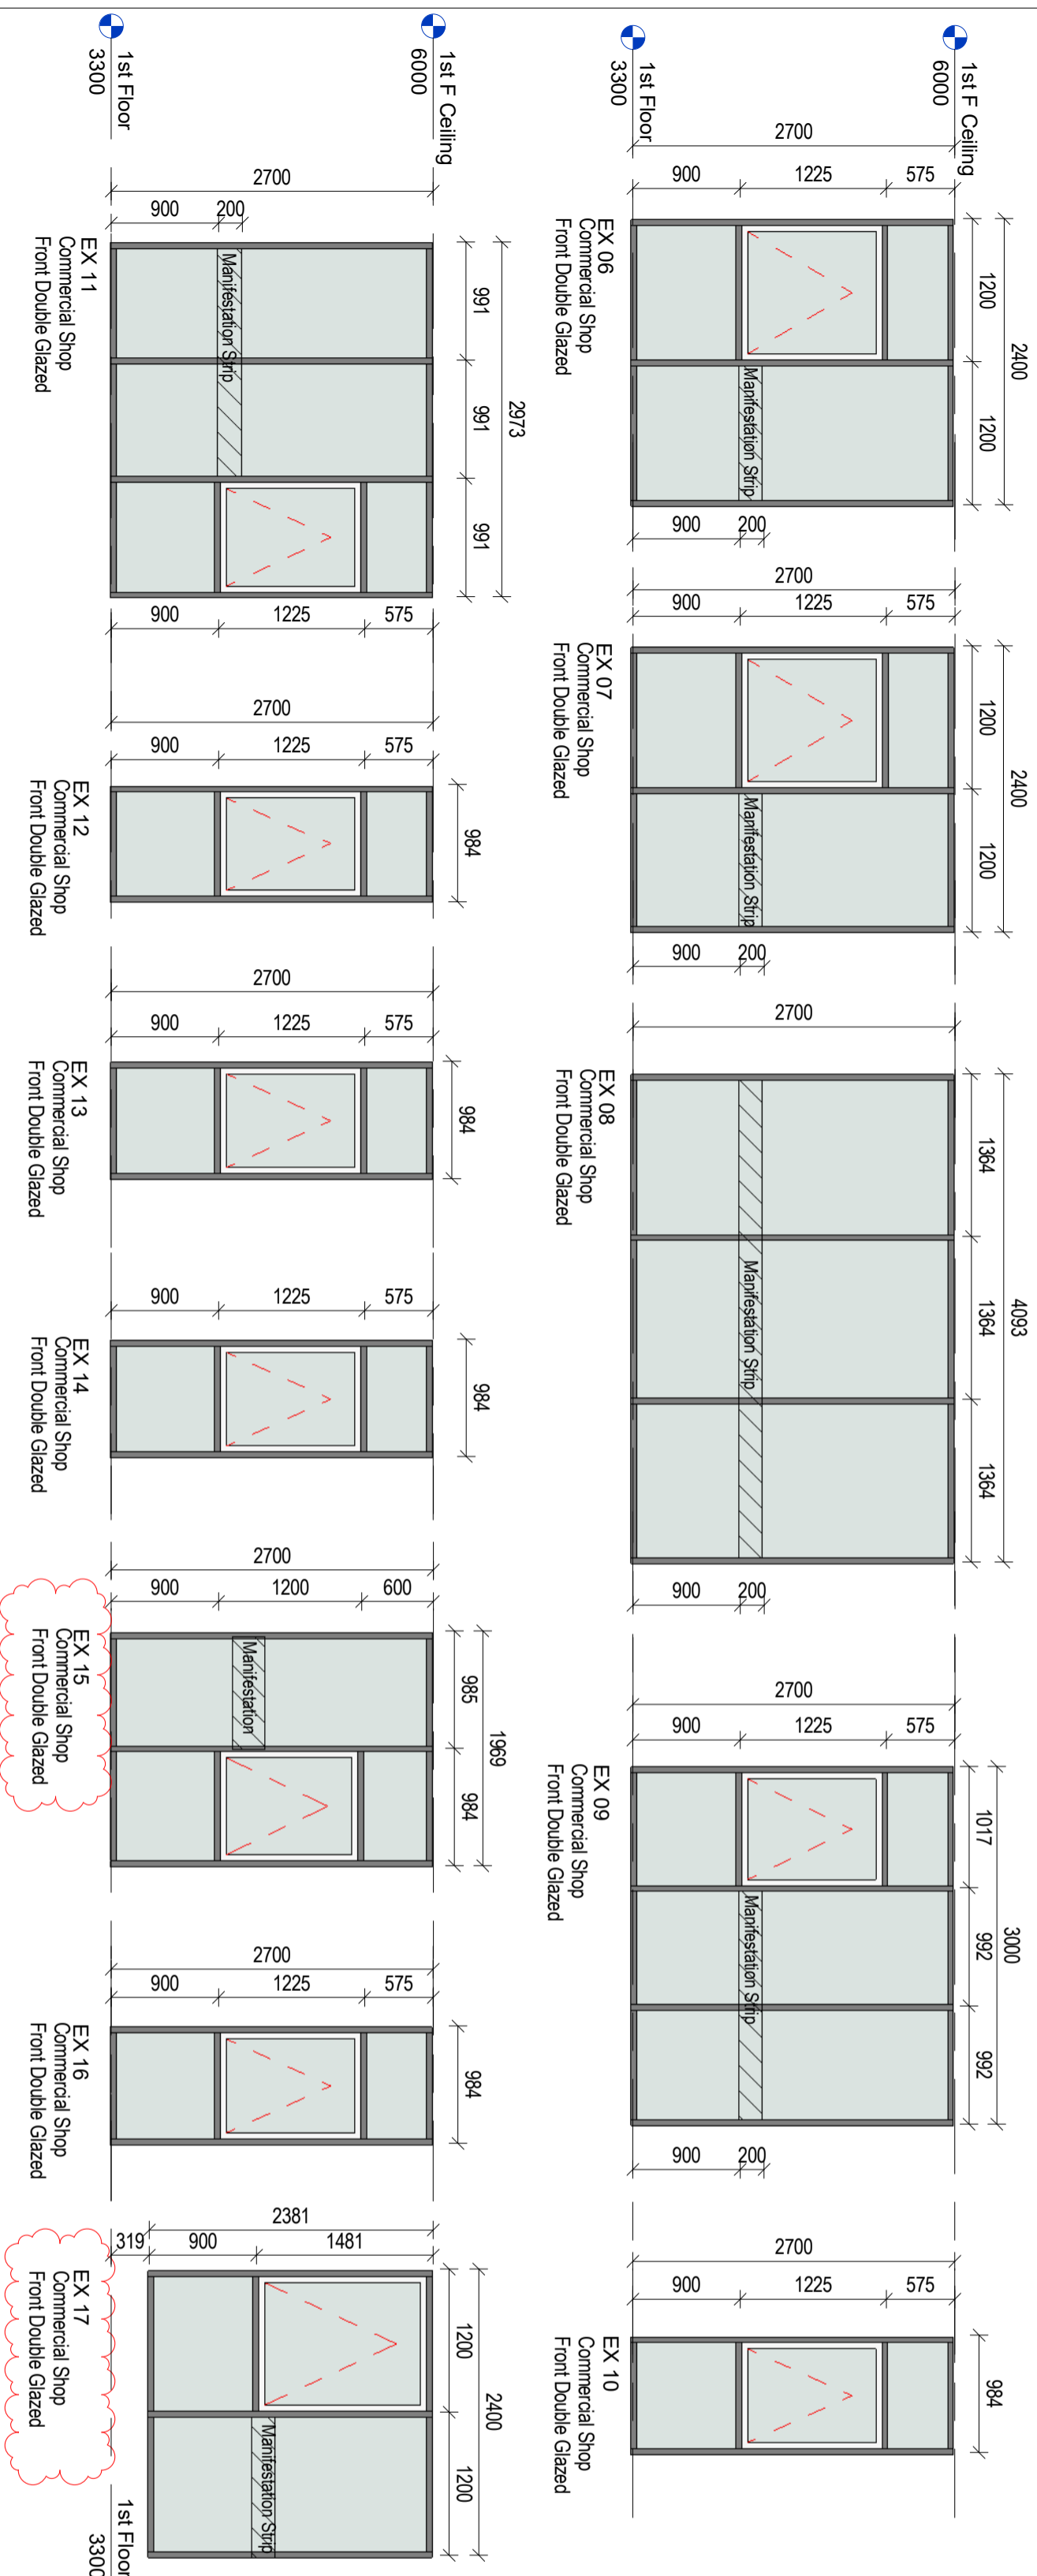 1st F Ceiling
6000
1st Floor
3300
2700
900
1225
575
2400
1200
1200
Manifestation Strip
900
200
EX 06
Commercial Shop
Front Double Glazed
2700
900
1225
575
2400
1200
1200
Manifestation Strip
900
200
EX 07
Commercial Shop
Front Double Glazed
2700
4093
1364
1364
1364
Manifestation Strip
900
200
EX 08
Commercial Shop
Front Double Glazed
2700
900
1225
575
3000
1017
992
992
Manifestation Strip
900
200
EX 09
Commercial Shop
Front Double Glazed
2700
900
1225
575
984
EX 10
Commercial Shop
Front Double Glazed
1st F Ceiling
6000
1st Floor
3300
2700
900
200
2973
991
991
991
Manifestation Strip
900
1225
575
EX 11
Commercial Shop
Front Double Glazed
2700
900
1225
575
984
EX 12
Commercial Shop
Front Double Glazed
2700
900
1225
575
984
EX 13
Commercial Shop
Front Double Glazed
900
1225
575
984
EX 14
Commercial Shop
Front Double Glazed
2700
900
1200
600
1969
985
984
Manifestation
EX 15
Commercial Shop
Front Double Glazed
2700
900
1225
575
984
EX 16
Commercial Shop
Front Double Glazed
2381
319
900
1481
2400
1200
1200
Manifestation Strip
EX 17
Commercial Shop
Front Double Glazed
1st Floor
3300